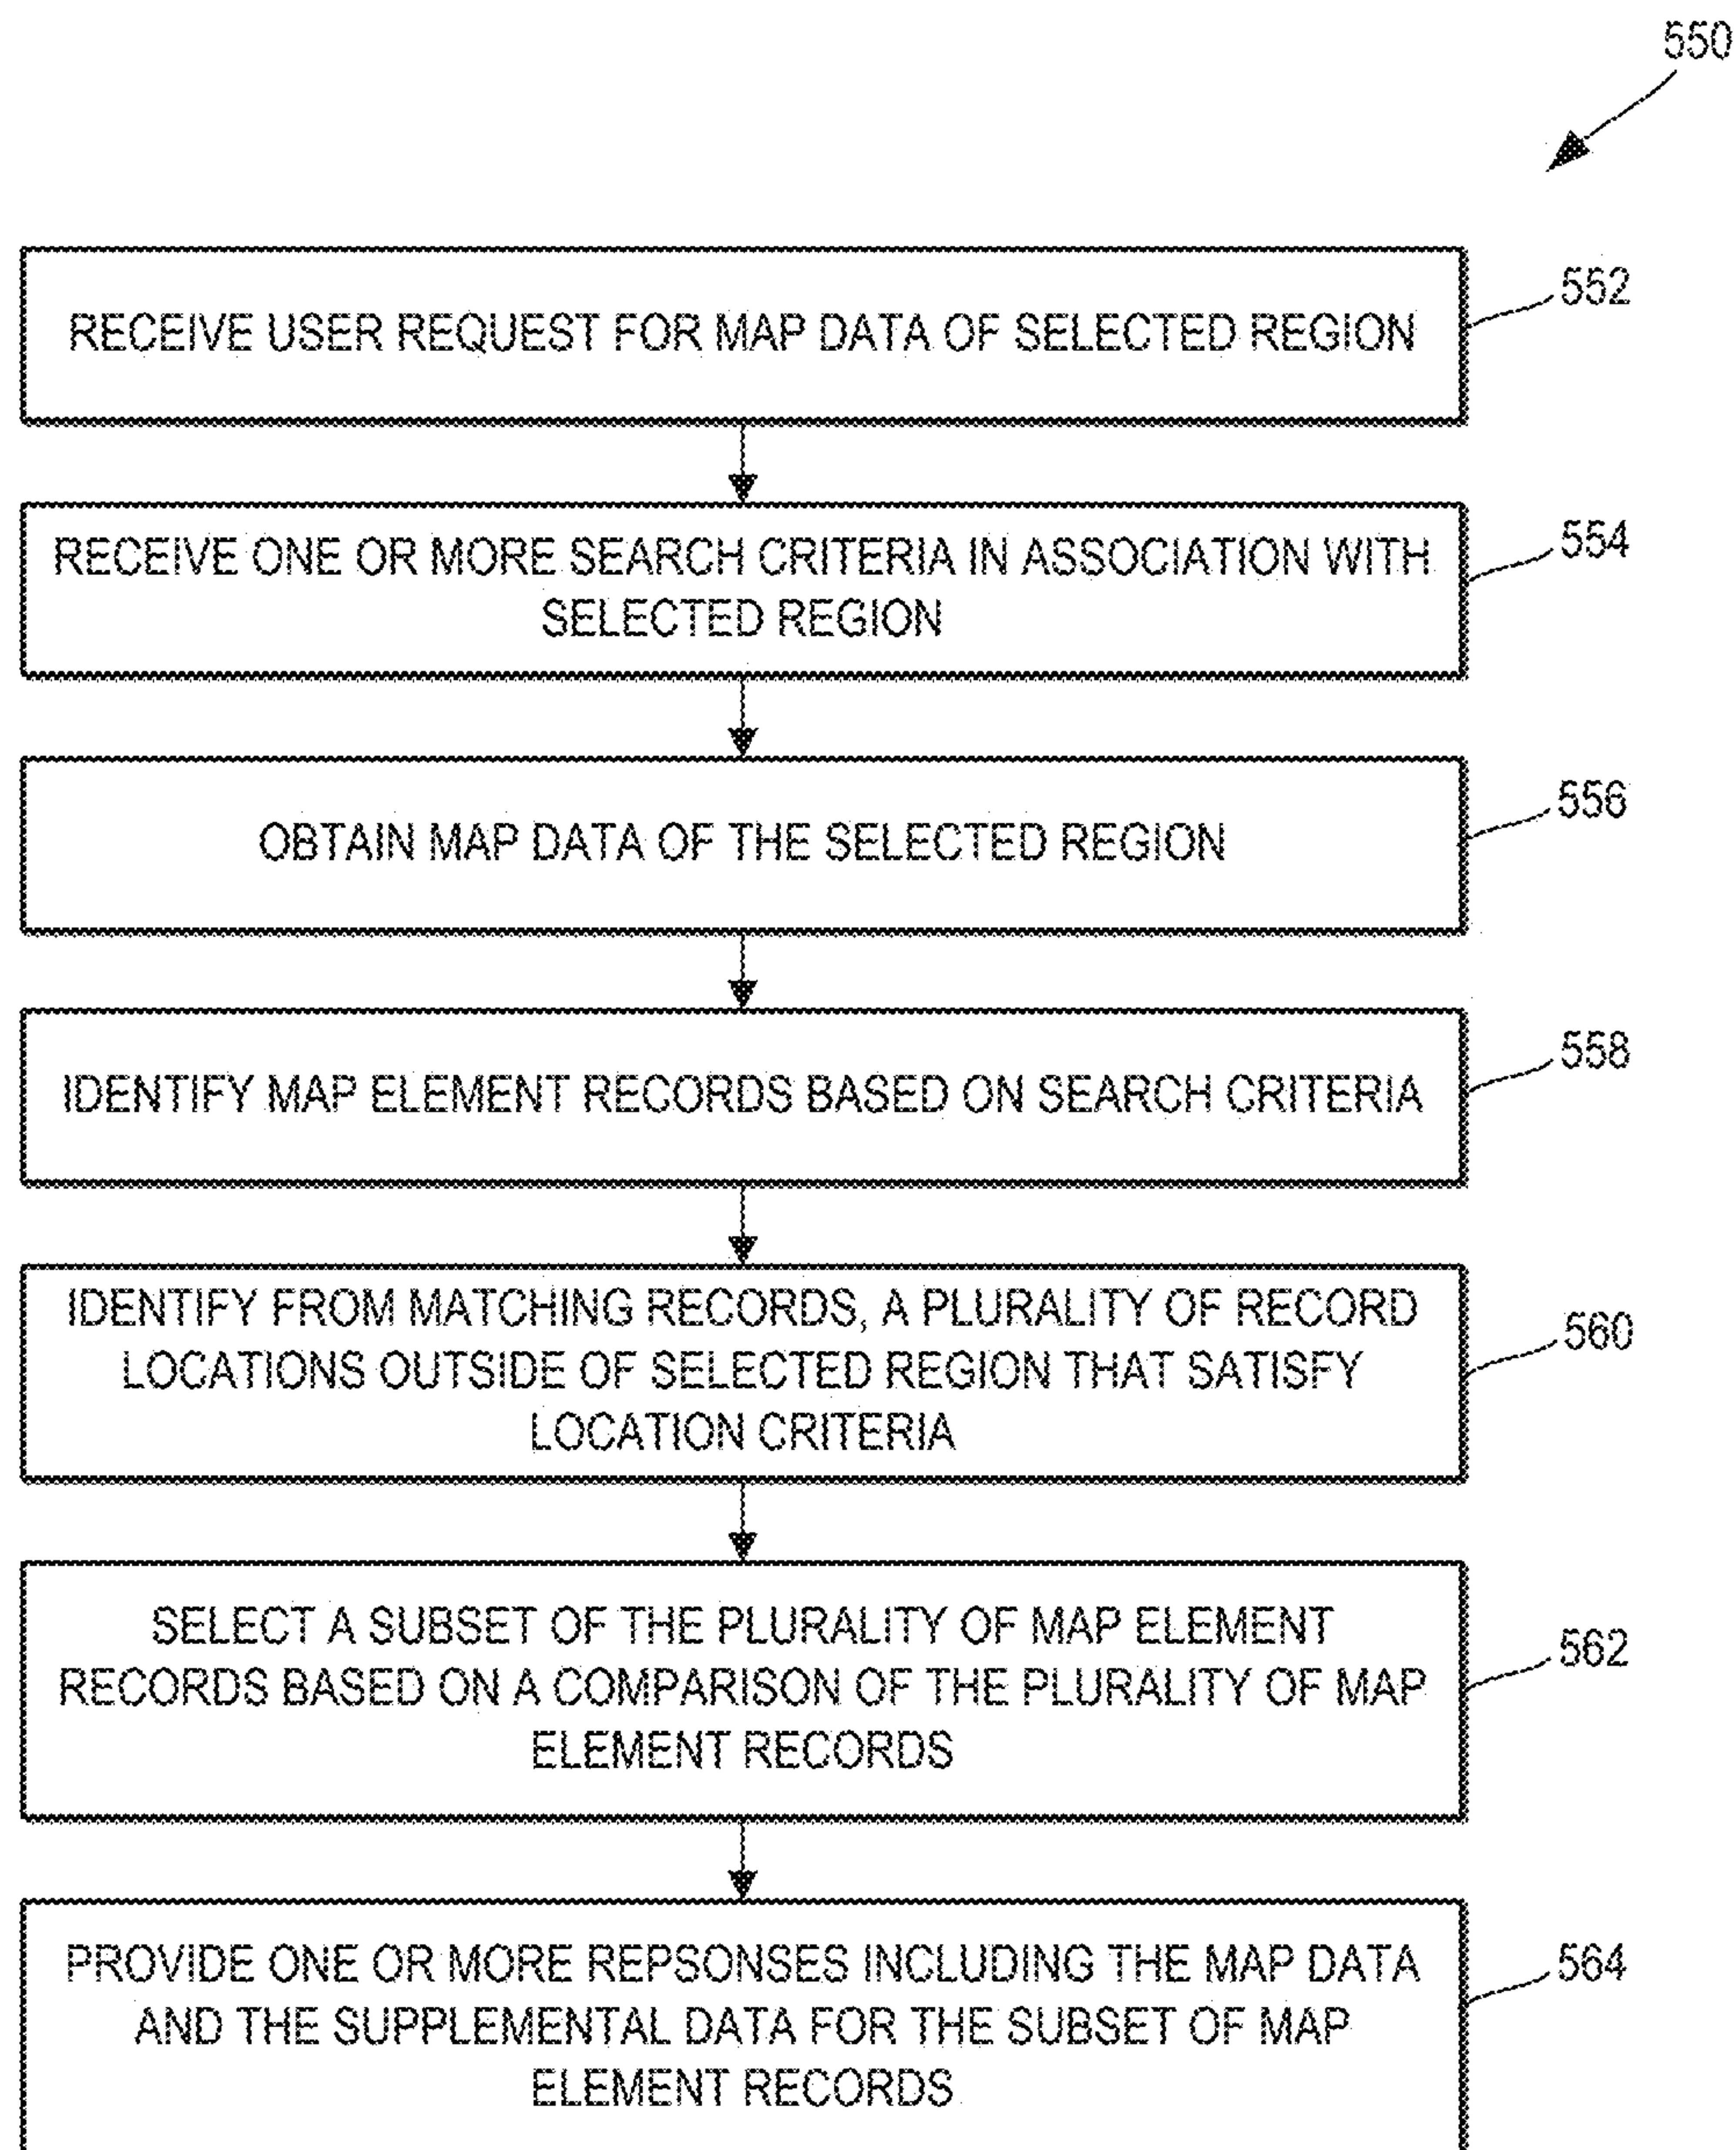 550
RECEIVE USER REQUEST FOR MAP DATA OF SELECTED REGION
552
RECEIVE ONE OR MORE SEARCH CRITERIA IN ASSOCIATION WITH
SELECTED REGION
554
OBTAIN MAP DATA OF THE SELECTED REGION
556
IDENTIFY MAP ELEMENT RECORDS BASED ON SEARCH CRITERIA
558
IDENTIFY FROM MATCHING RECORDS, A PLURALITY OF RECORD
LOCATIONS OUTSIDE OF SELECTED REGION THAT SATISFY
LOCATION CRITERIA
560
SELECT A SUBSET OF THE PLURALITY OF MAP ELEMENT
RECORDS BASED ON A COMPARISON OF THE PLURALITY OF MAP
ELEMENT RECORDS
562
PROVIDE ONE OR MORE REPSONSES INCLUDING THE MAP DATA
AND THE SUPPLEMENTAL DATA FOR THE SUBSET OF MAP
ELEMENT RECORDS
564